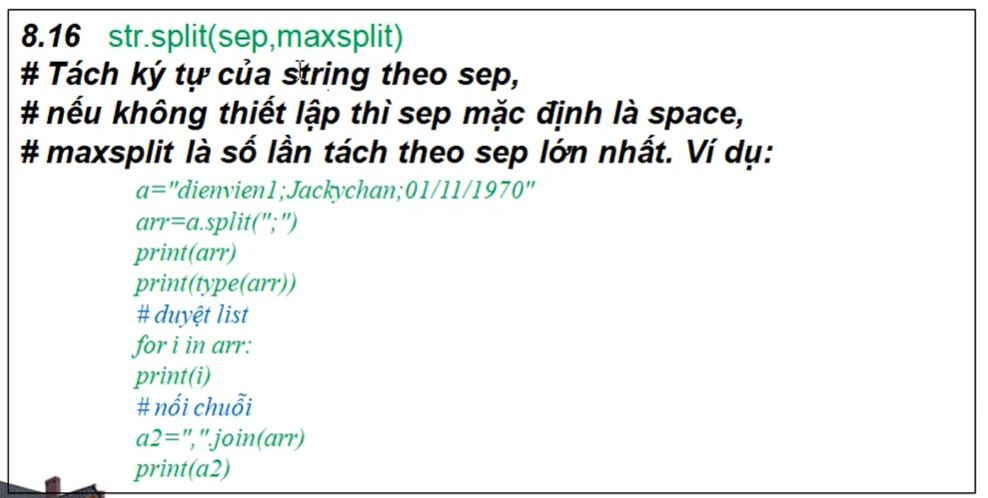 8.16 str.split(sep,maxsplit)
# Tách ký tự của string theo sep,
# nếu không thiết lập thì sep mặc định là space,
# maxsplit là số lần tách theo sep lớn nhất. Ví dụ:
a="dienvien1;Jackychan;01/11/1970"
arr=a.split(";")
print(arr)
print(type(arr))
# duyệt list
for i in arr:
print(i)
# nối chuỗi
a2=",".join(arr)
print(a2)